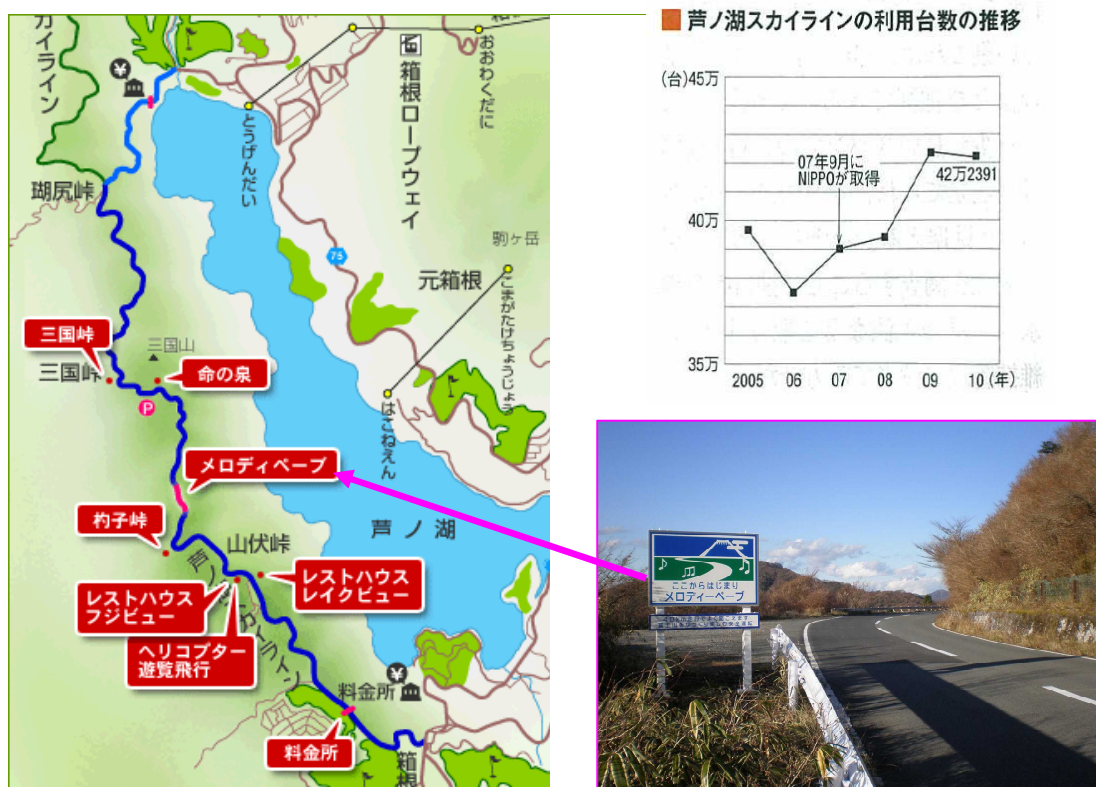 ガイライン
箱根ロープウェイ
おおわくだに
とうげんだい
瑚尻峠
75
駒ヶ岳
元箱根
こまがたけちょうじょう
三国峠
三国山
三国峠
命の泉
P
はこねえん
メロディペーブ
芦ノ湖
杓子峠
山伏峠
レストハウス
レイクビュー
レストハウス
フジビュー
ヘリコプター
遊覧飛行
料金所
料金所
箱根
芦ノ湖スカイラインの利用台数の推移
(台)
45万
40万
35万
07年9月に
NIPPOが取得
42万2391
2005 06 07 08 09 10 (年)
ここからはじまり
メロディーペーブ